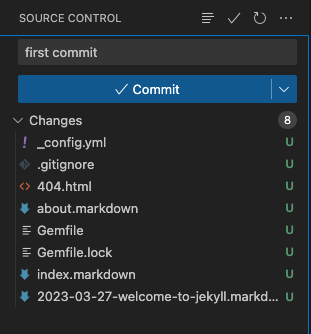 SOURCE CONTROL
first commit
Commit
Changes 8
_config.yml U
.gitignore U
404.html U
about.markdown U
Gemfile U
Gemfile.lock U
index.markdown U
2023-03-27-welcome-to-jekyll.markd... U